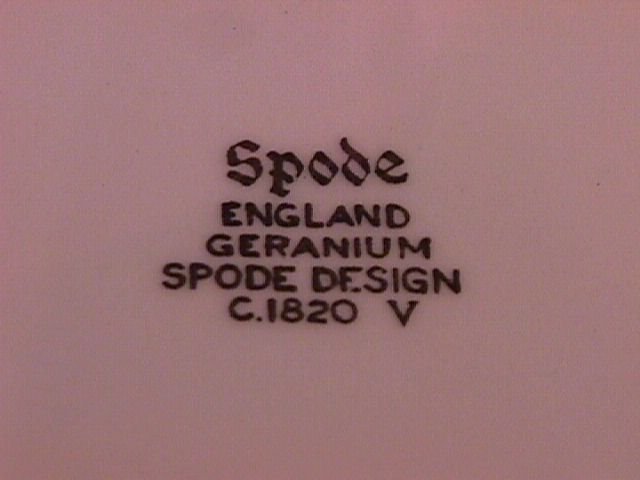 Spode
ENGLAND
GERANIUM
SPODE DESIGN
C.1820 V